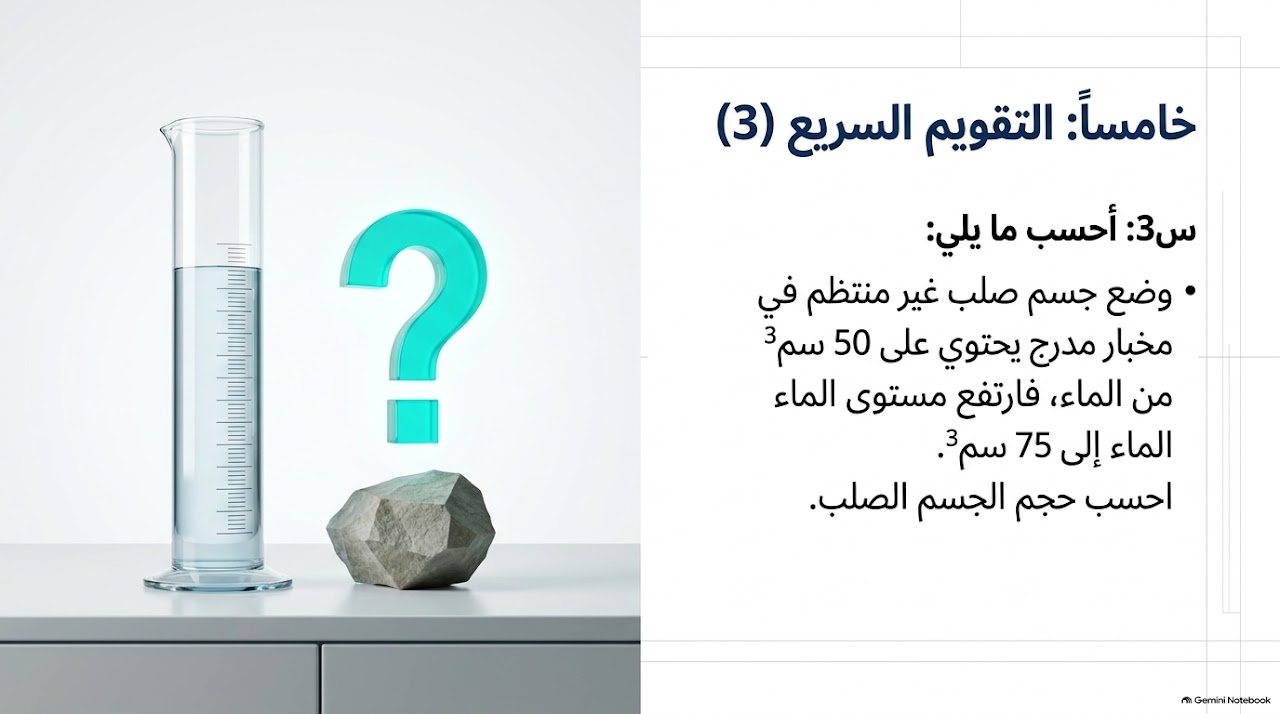 خامساً: التقويم السريع (3)
س3: أحسب ما يلي:
• وضع جسم صلب غير منتظم في
مخبار مدرج يحتوي على 50 سم³
من الماء، فارتفع مستوى الماء
الماء إلى 75 سم³.
احسب حجم الجسم الصلب.
Gemini Notebook